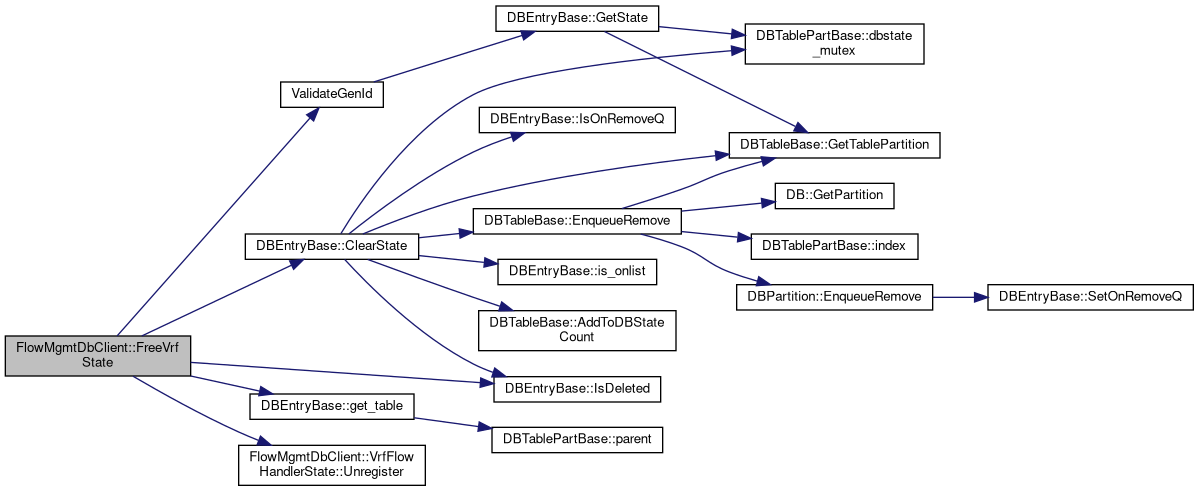 DBEntryBase::GetState
DBTablePartBase::dbstate
_mutex
ValidateGenId
DBEntryBase::IsOnRemoveQ
DBTableBase::GetTablePartition
DB::GetPartition
DBTableBase::EnqueueRemove
DBEntryBase::ClearState
DBTablePartBase::index
DBEntryBase::is_onlist
DBPartition::EnqueueRemove
DBEntryBase::SetOnRemoveQ
DBTableBase::AddToDBState
Count
FlowMgmtDbClient::FreeVrf
State
DBEntryBase::IsDeleted
DBEntryBase::get_table
DBTablePartBase::parent
FlowMgmtDbClient::VrfFlow
HandlerState::Unregister